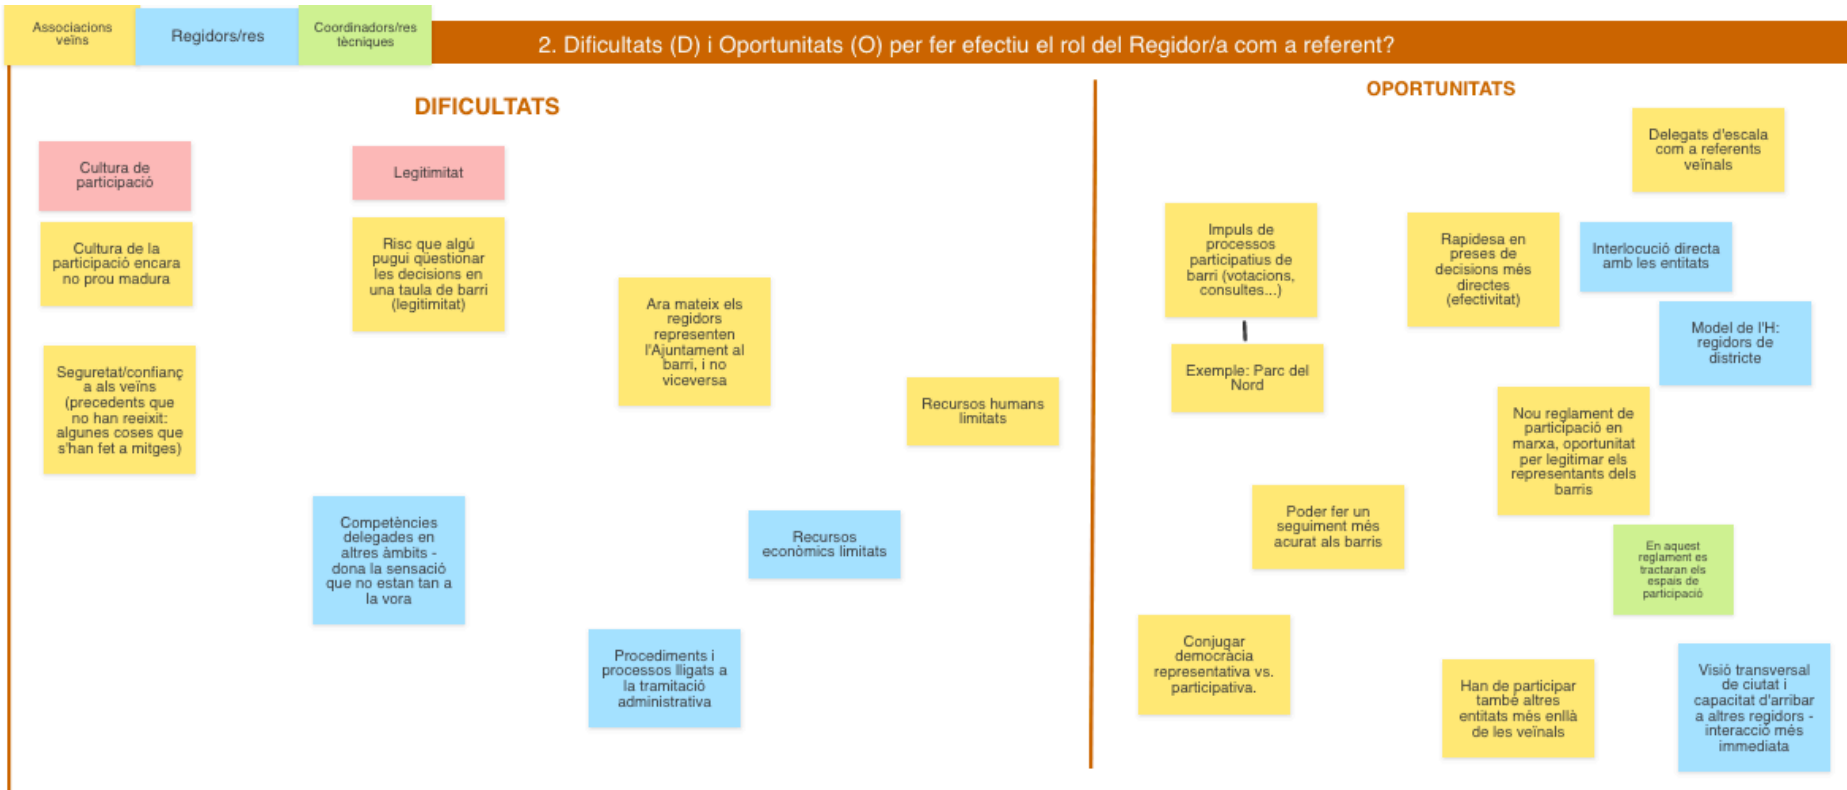 Associacions
veïns
Regidors/res
Coordinadors/res
tècniques
2. Dificultats (D) i Oportunitats (O) per fer efectiu el rol del Regidor/a com a referent?
DIFICULTATS
Cultura de
participació
Legitimitat
Cultura de la
participació encara
no prou madura
Risc que algú
pugui qüestionar
les decisions en
una taula de barri
(legitimitat)
Ara mateix els
regidors
representen
l'Ajuntament al
barri, i no
viceversa
Seguretat/confianç
a als veïns
(precedents que
no han reeixit:
algunes coses que
s'han fet a mitges)
Recursos humans
limitats
Competències
delegades en
altres àmbits -
dona la sensació
que no estan tan a
la vora
Recursos
econòmics limitats
Procediments i
processos lligats a
la tramitació
administrativa
OPORTUNITATS
Delegats d'escala
com a referents
veïnals
Impuls de
processos
participatius de
barri (votacions,
consultes...)
Rapidesa en
preses de
decisions més
directes
(efectivitat)
Interlocució directa
amb les entitats
Model de l'H:
regidors de
districte
Exemple: Parc del
Nord
Nou reglament de
participació en
marxa, oportunitat
per legitimar els
representants dels
barris
Poder fer un
seguiment més
acurat als barris
En aquest
reglament es
tractaran els
espais de
participació
Conjugar
democràcia
representativa vs.
participativa.
Han de participar
també altres
entitats més enllà
de les veïnals
Visió transversal
de ciutat i
capacitat d'arribar
a altres regidors -
interacció més
immediata